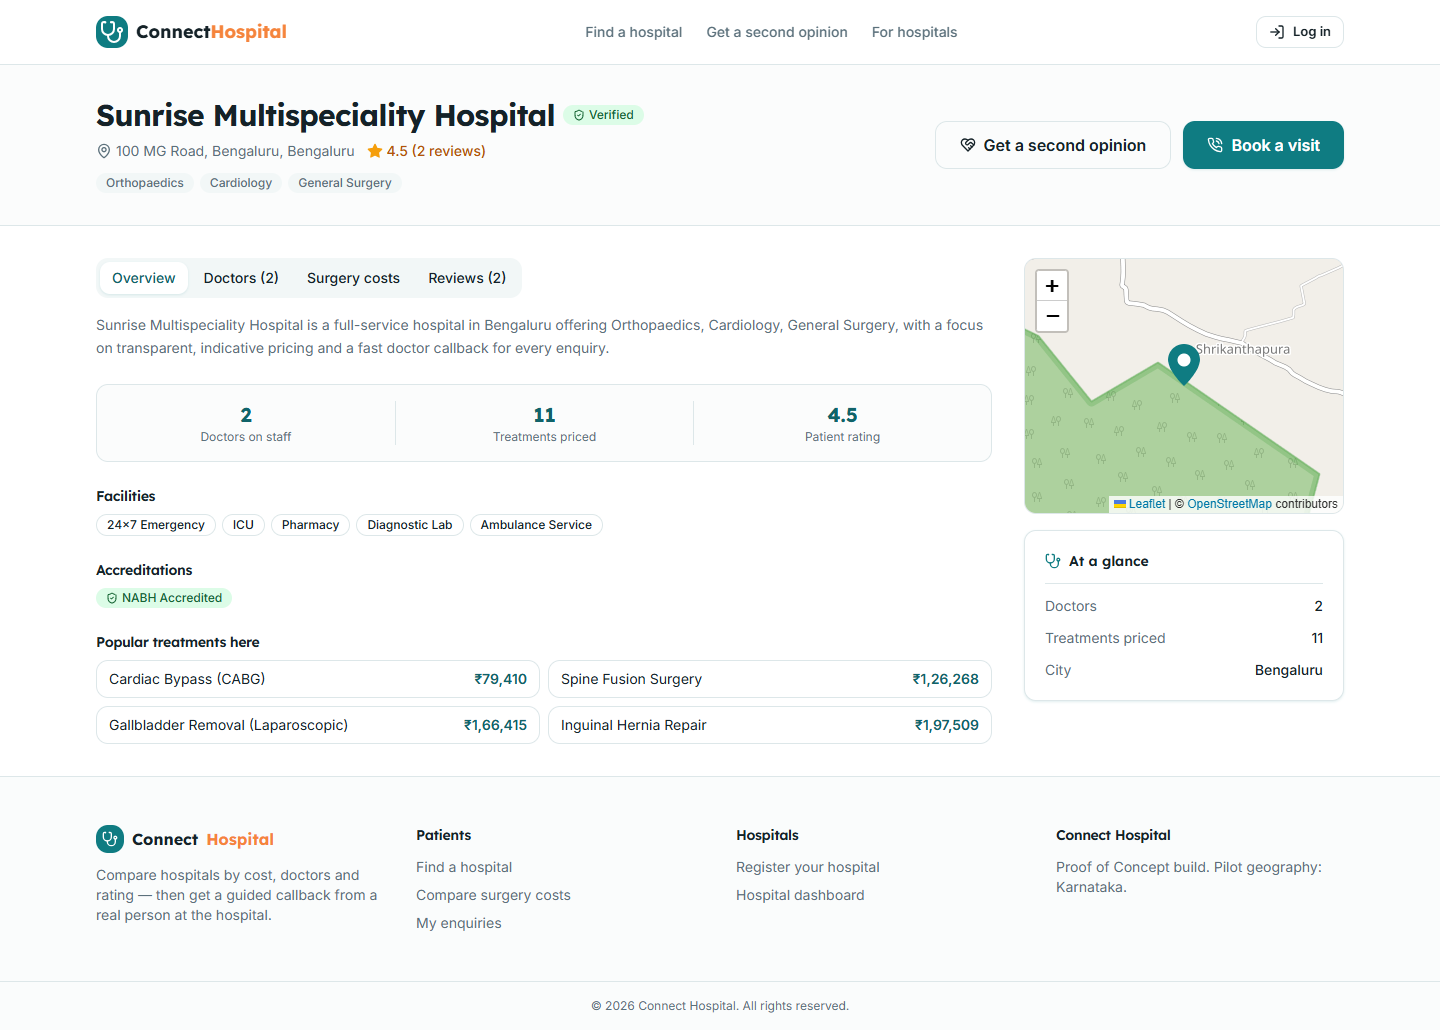 ConnectHospital
Find a hospital
Get a second opinion
For hospitals
Log in
Sunrise Multispeciality Hospital
Verified
100 MG Road, Bengaluru, Bengaluru
4.5 (2 reviews)
Orthopaedics
Cardiology
General Surgery
Get a second opinion
Book a visit
Overview
Doctors (2)
Surgery costs
Reviews (2)
Sunrise Multispeciality Hospital is a full-service hospital in Bengaluru offering Orthopaedics, Cardiology, General Surgery, with a focus
on transparent, indicative pricing and a fast doctor callback for every enquiry.
2
Doctors on staff
11
Treatments priced
4.5
Patient rating
Facilities
24×7 Emergency
ICU
Pharmacy
Diagnostic Lab
Ambulance Service
Accreditations
NABH Accredited
Popular treatments here
Cardiac Bypass (CABG)
₹79,410
Spine Fusion Surgery
₹1,26,268
Gallbladder Removal (Laparoscopic)
₹1,66,415
Inguinal Hernia Repair
₹1,97,509
+
−
Shrikanthapura
Leaflet | © OpenStreetMap contributors
At a glance
Doctors
2
Treatments priced
11
City
Bengaluru
Connect Hospital
Compare hospitals by cost, doctors and
rating — then get a guided callback from a
real person at the hospital.
Patients
Find a hospital
Compare surgery costs
My enquiries
Hospitals
Register your hospital
Hospital dashboard
Connect Hospital
Proof of Concept build. Pilot geography:
Karnataka.
© 2026 Connect Hospital. All rights reserved.